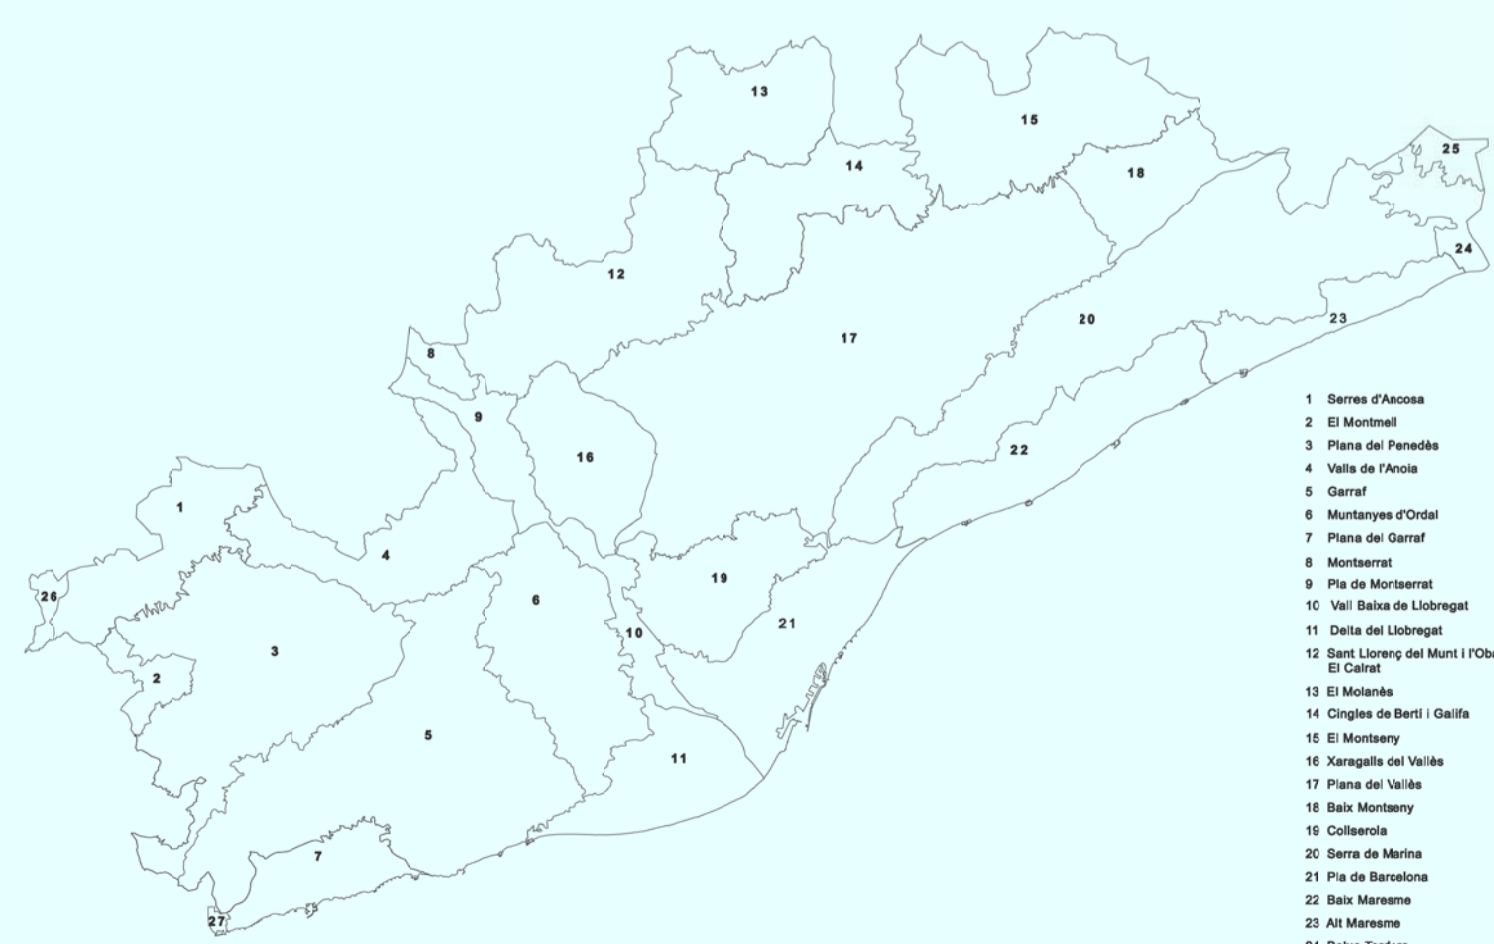 13
15
25
14
18
24
12
20
23
17
8
9
22
16
1
4
19
26
6
21
10
3
2
5
11
7
27
1 Serres d'Ancosa
2 El Montmell
3 Plana del Penedès
4 Valls de l'Anoia
5 Garraf
6 Muntanyes d'Ordal
7 Plana del Garraf
8 Montserrat
9 Pla de Montserrat
10 Vall Baixa de Llobregat
11 Delta del Llobregat
12 Sant Llorenç del Munt i l'Oba
El Cairat
13 El Moianès
14 Cingles de Bertí i Gallifa
15 El Montseny
16 Xaragalls del Vallès
17 Plana del Vallès
18 Baix Montseny
19 Collserola
20 Serra de Marina
21 Pla de Barcelona
22 Baix Maresme
23 Alt Maresme